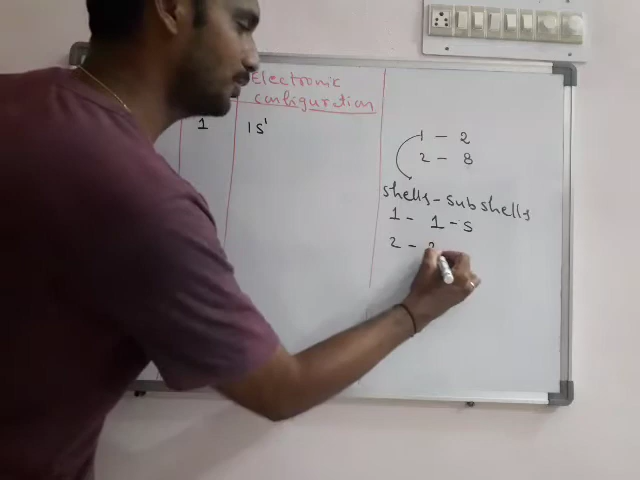 Electronic
configuration
1
1s¹
1 – 2
2 – 8
shells – subshells
1 – 1 – s
2 –